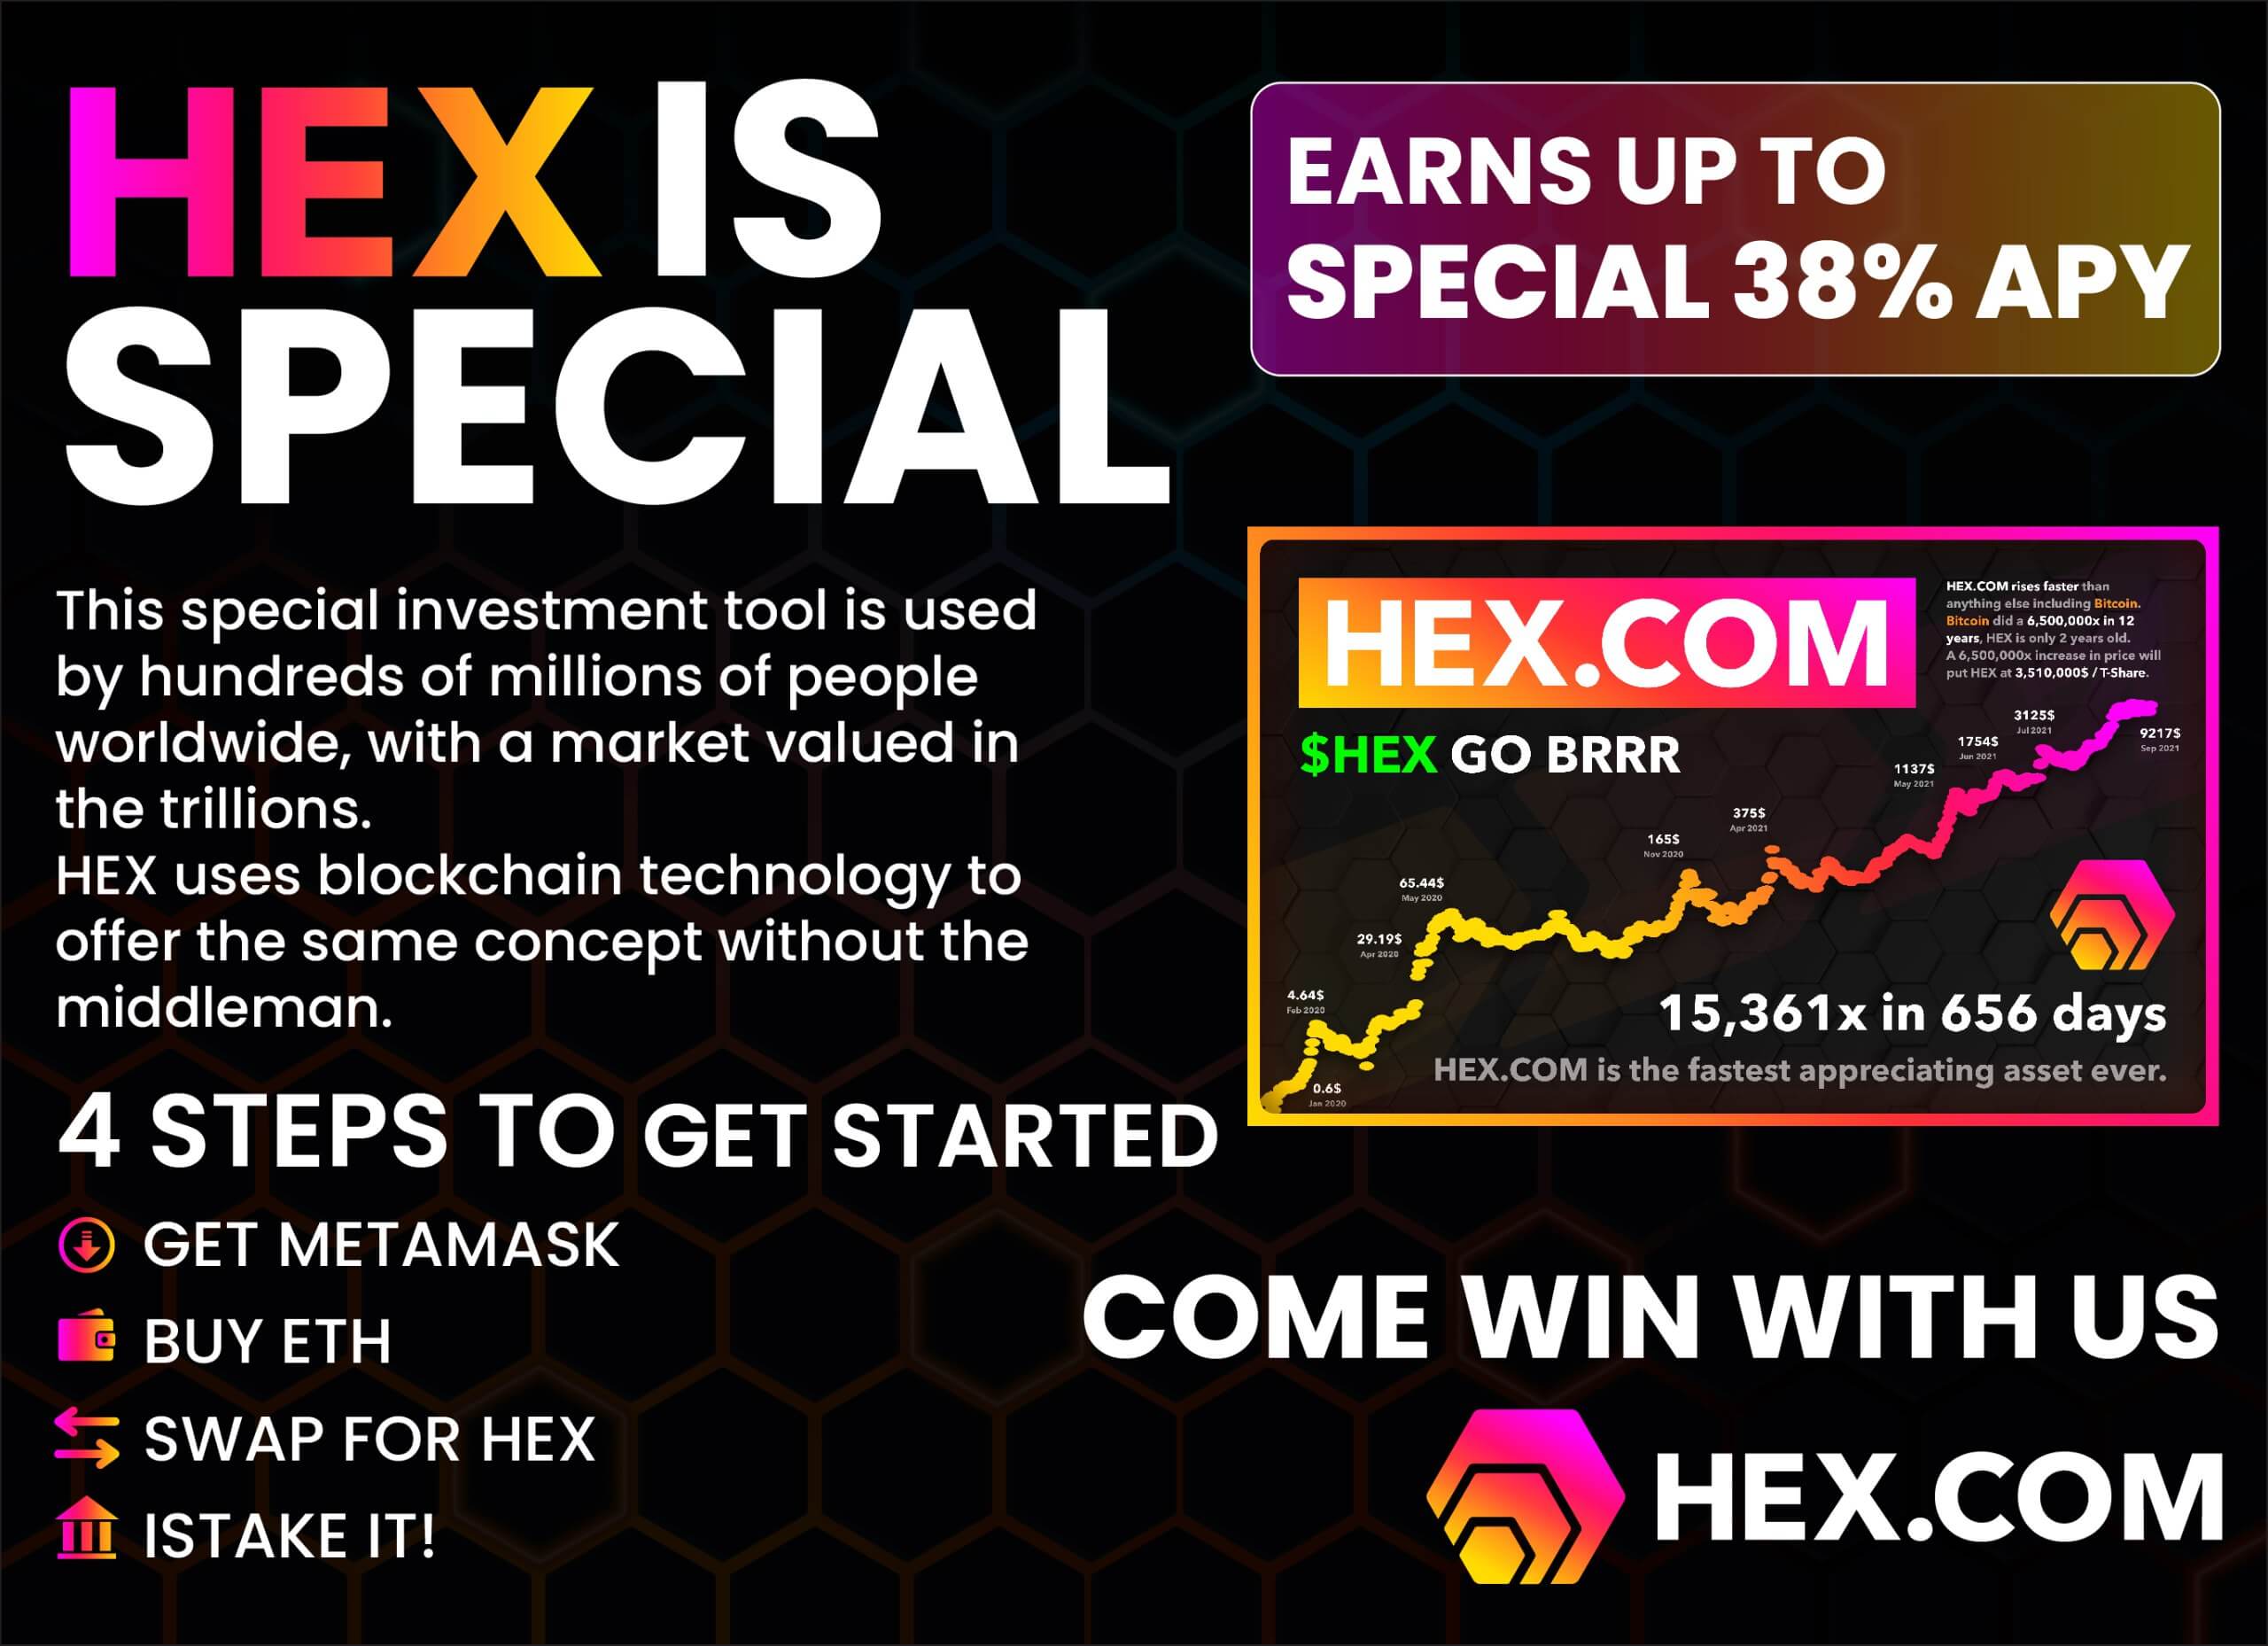 HEX IS
SPECIAL
EARNS UP TO
SPECIAL 38% APY
This special investment tool is used
by hundreds of millions of people
worldwide, with a market valued in
the trillions.
HEX uses blockchain technology to
offer the same concept without the
middleman.
HEX.COM
HEX.COM rises faster than
anything else including Bitcoin.
Bitcoin did a 6,500,000x in 12
years, HEX is only 2 years old.
A 6,500,000x increase in price will
put HEX at 3,510,000$ / T-Share.
$HEX GO BRRR
0.6$
Jan 2020
4.64$
Feb 2020
29.19$
Apr 2020
65.44$
May 2020
165$
Nov 2020
375$
Apr 2021
1137$
May 2021
1754$
Jun 2021
3125$
Jul 2021
9217$
Sep 2021
15,361x in 656 days
HEX.COM is the fastest appreciating asset ever.
4 STEPS TO GET STARTED
GET METAMASK
BUY ETH
SWAP FOR HEX
ISTAKE IT!
COME WIN WITH US
HEX.COM